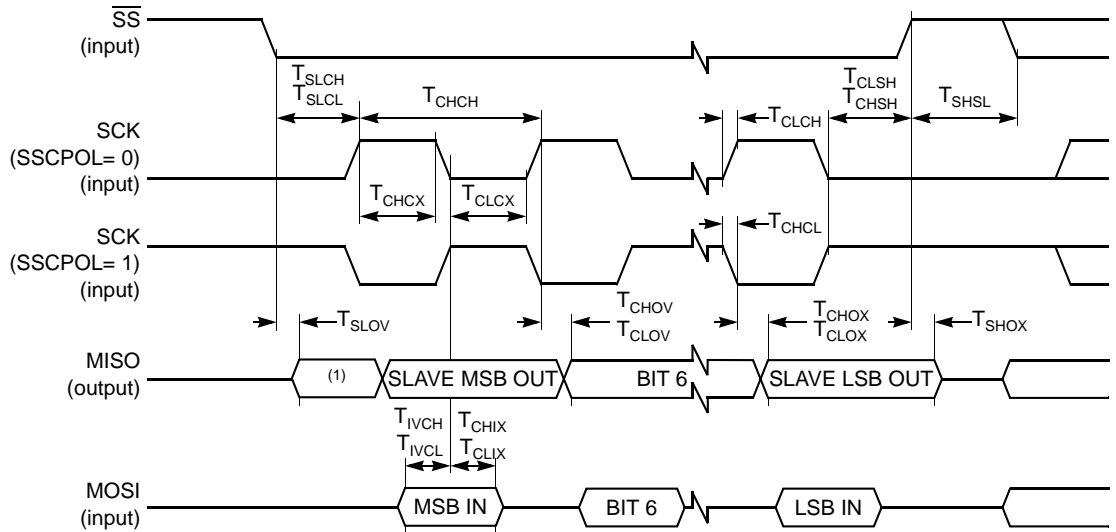 SS
(input)
TSLCH
TSLCL
TCHCH
TCLCH
TCLSH
TCHSH
TSHSL
SCK
(SSCPOL= 0)
(input)
TCHCX
TCLCX
TCHCL
SCK
(SSCPOL= 1)
(input)
TSLOV
TCHOV
TCLOV
TCHOX
TCLOX
TSHOX
MISO
(output)
(1)
SLAVE MSB OUT
BIT 6
SLAVE LSB OUT
TIVCH
TIVCL
TCHIX
TCLIX
MOSI
(input)
MSB IN
BIT 6
LSB IN